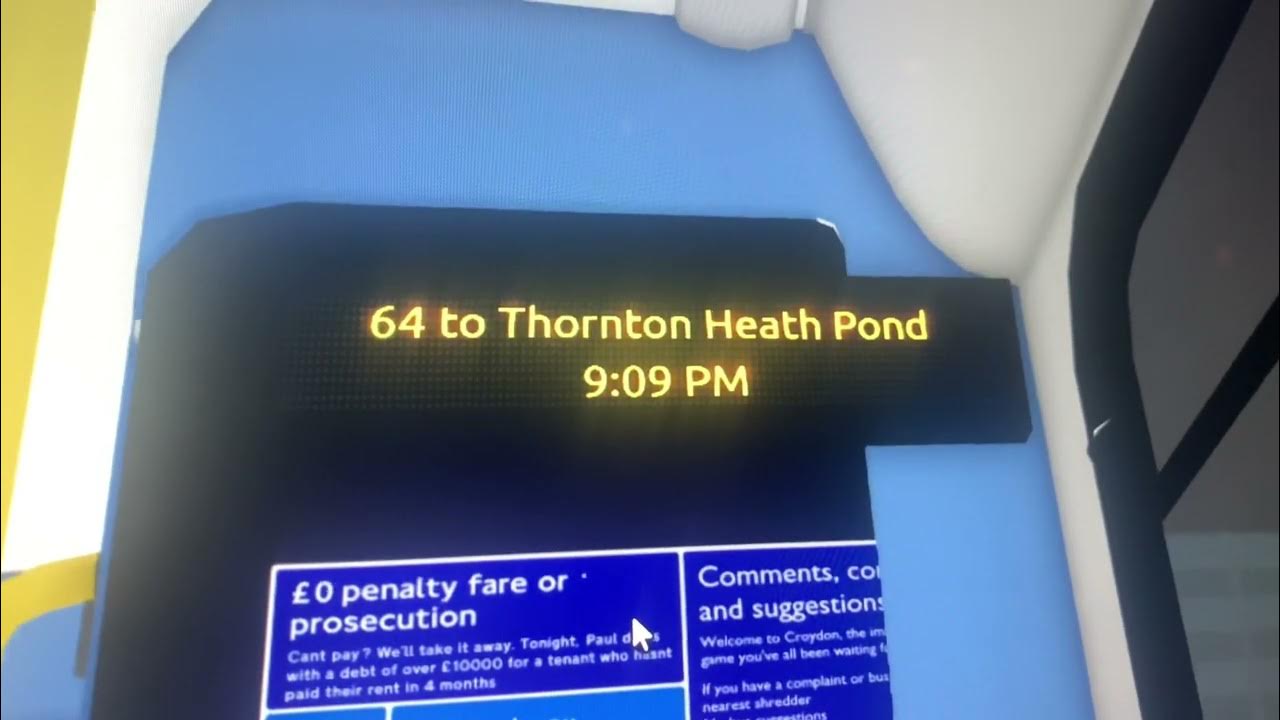 64 to Thornton Heath Pond
9:09 PM
£0 penalty fare or
prosecution
Cant pay? We'll take it away. Tonight, Paul
with a debt of over £10000 for a tenant who hasnt
paid their rent in 4 months
Comments,
and suggestions
Welcome to Croydon, the
game you've all been waiting
If you have a complaint or
nearest shredder
suggestions